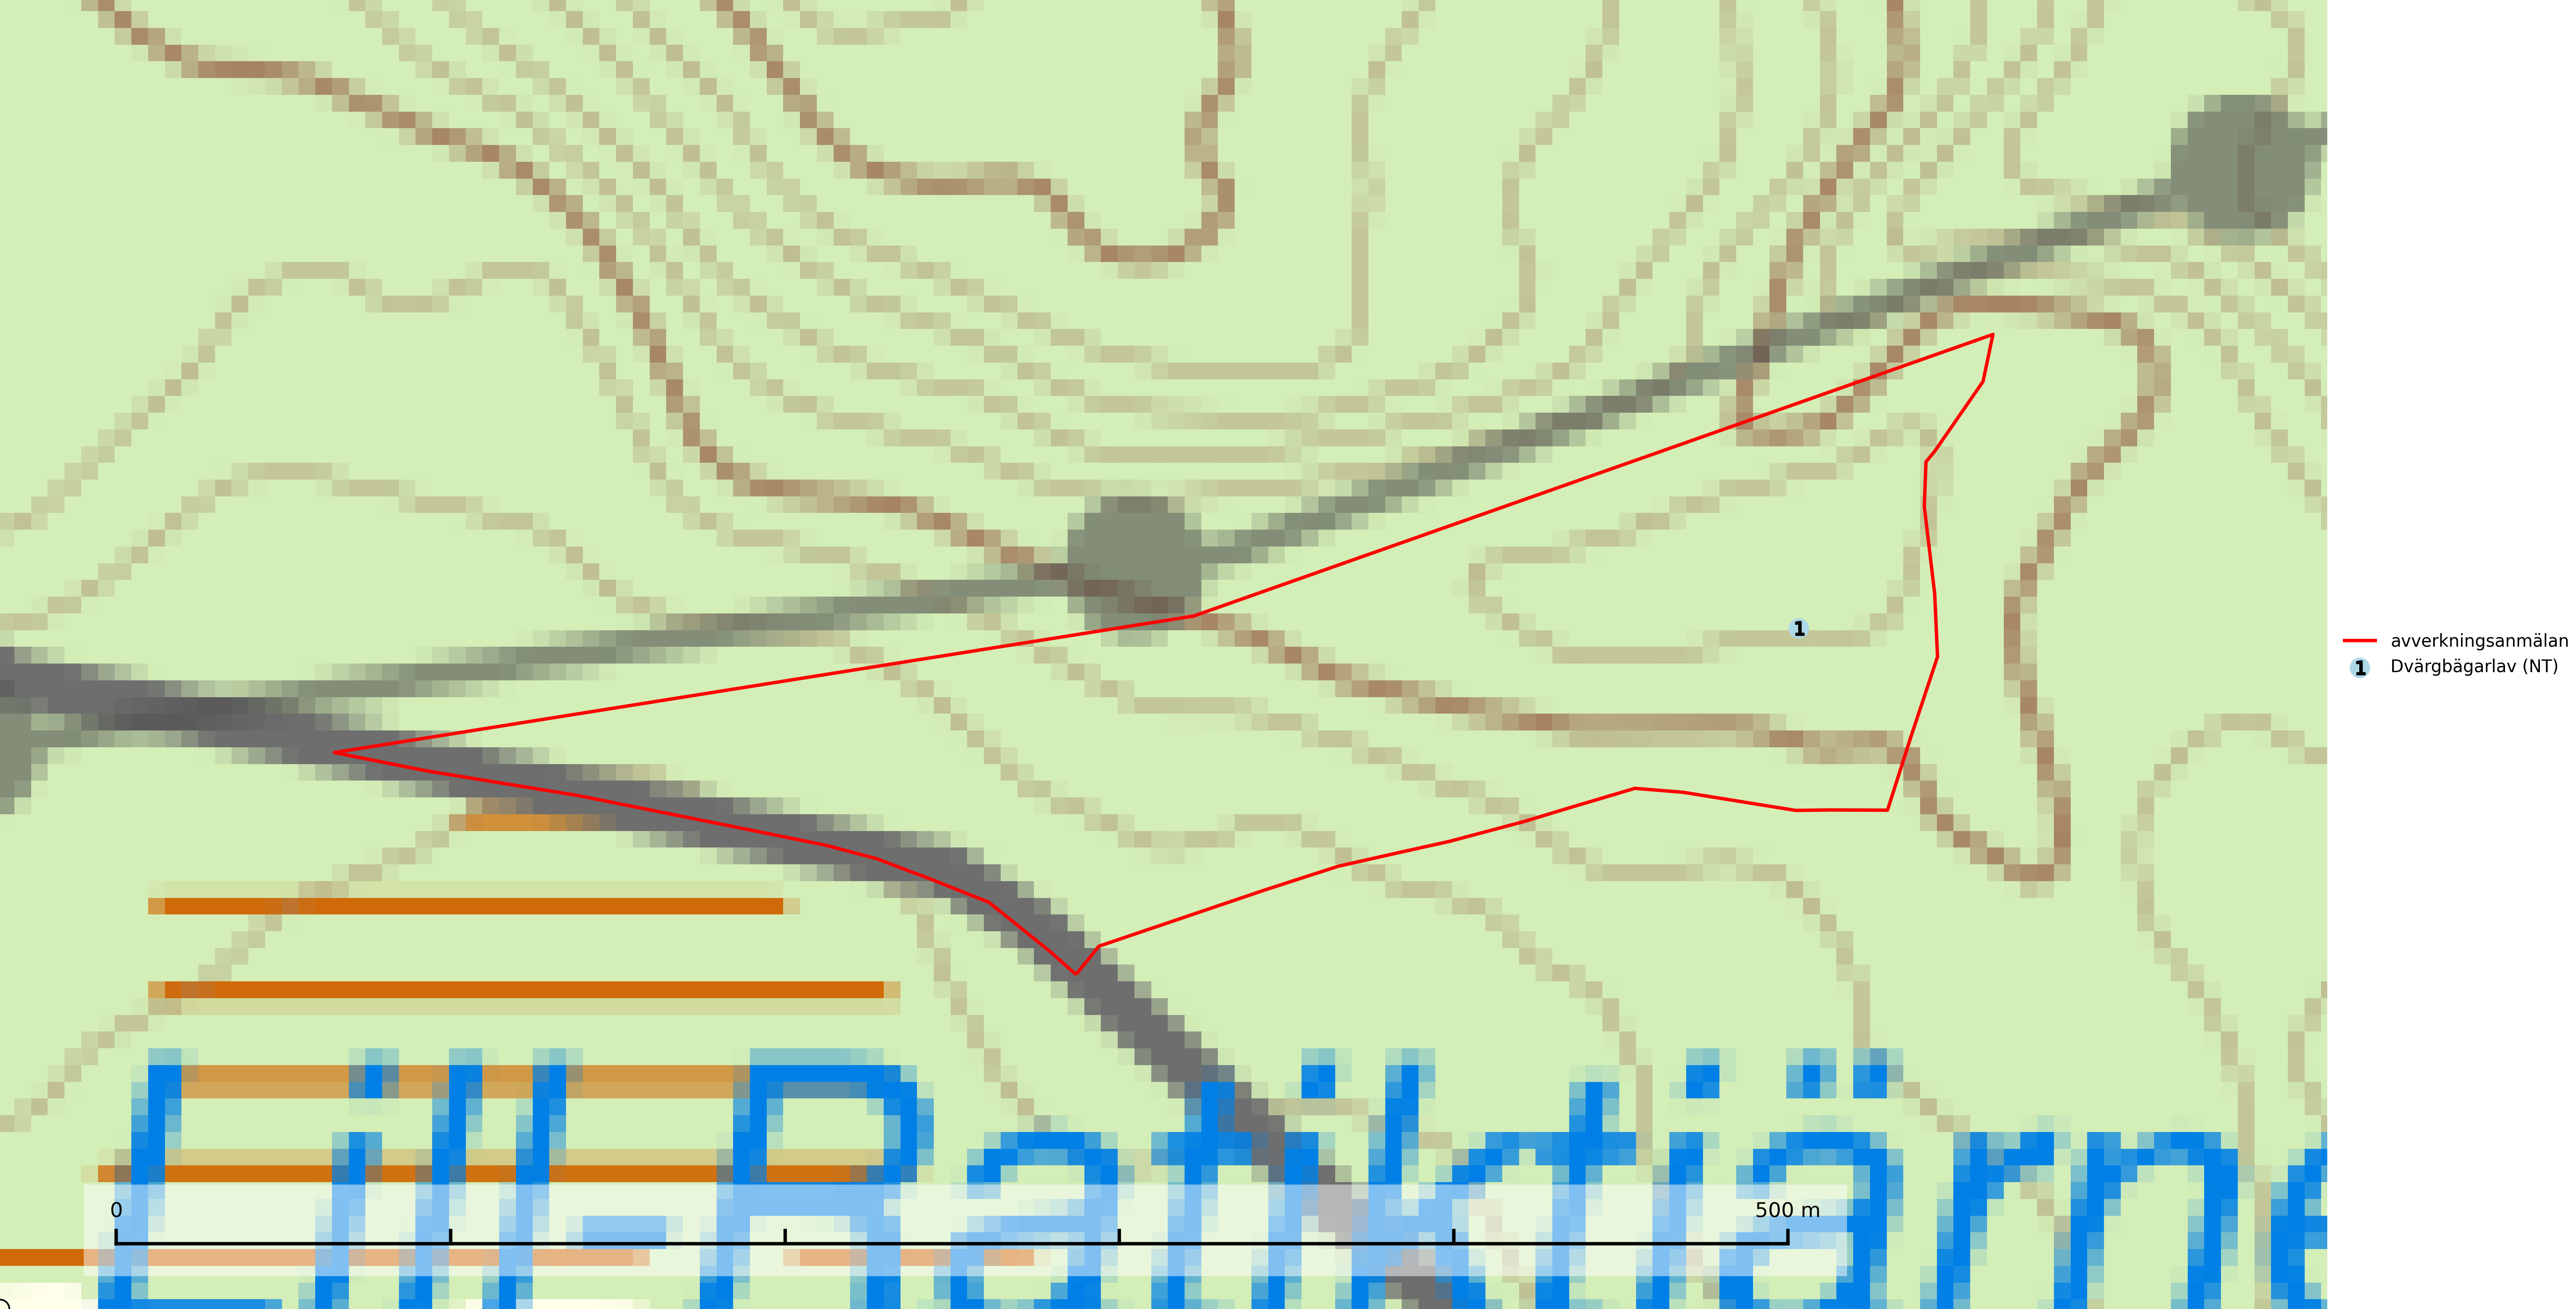 1
avverkningsanmälan
1 Dvärgbägarlav (NT)
0 500 m